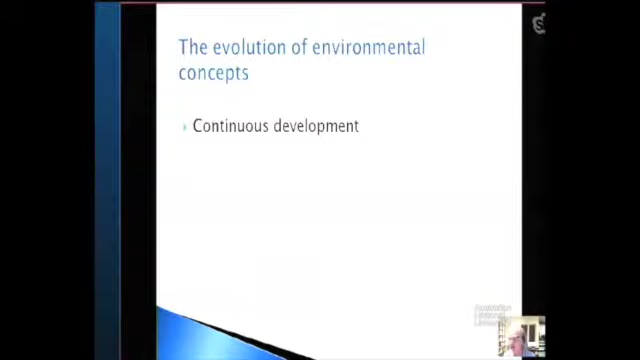 The evolution of environmental
concepts
Continuous development